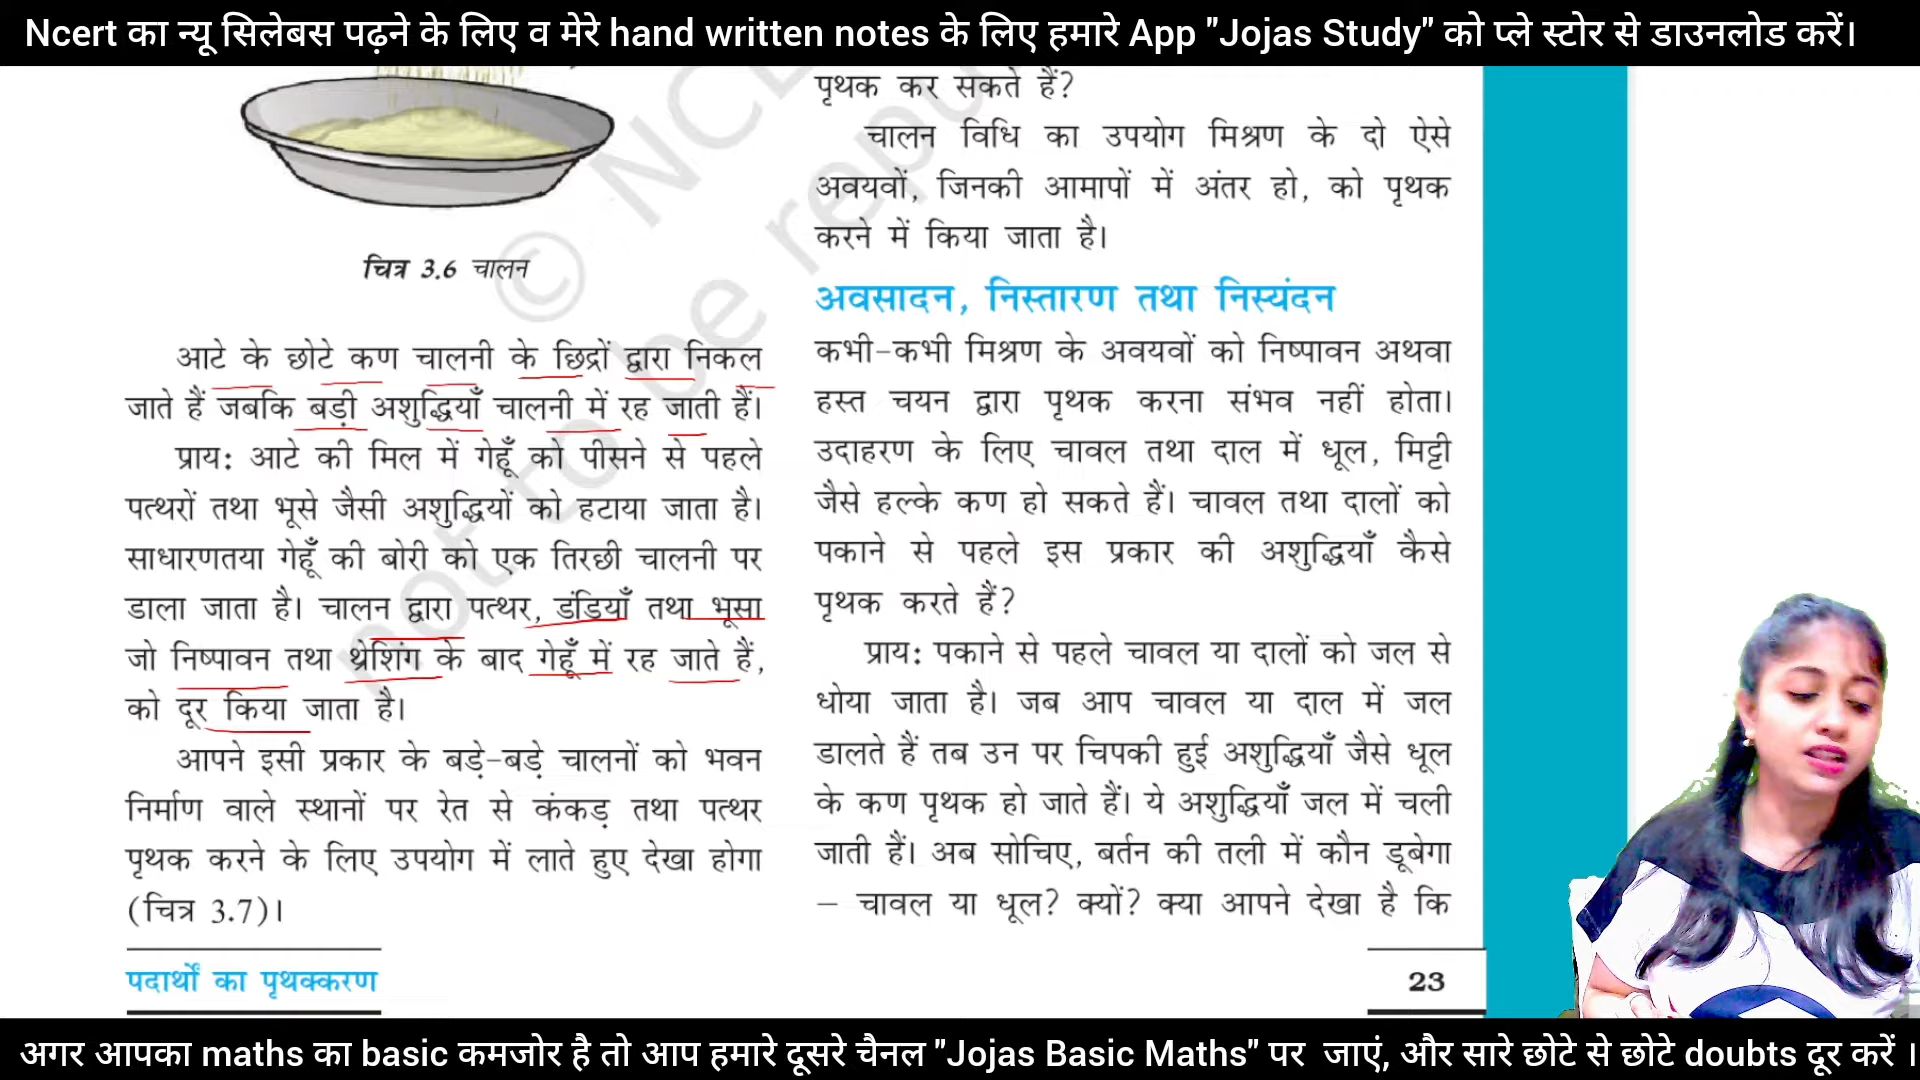 Ncert का न्यू सिलेबस पढ़ने के लिए व मेरे hand written notes के लिए हमारे App "Jojas Study" को प्ले स्टोर से डाउनलोड करें।
चित्र 3.6 चालन
आटे के छोटे कण चालनी के छिद्रों द्वारा निकल
जाते हैं जबकि बड़ी अशुद्धियाँ चालनी में रह जाती हैं।
प्राय: आटे की मिल में गेहूँ को पीसने से पहले
पत्थरों तथा भूसे जैसी अशुद्धियों को हटाया जाता है।
साधारणतया गेहूँ की बोरी को एक तिरछी चालनी पर
डाला जाता है। चालन द्वारा पत्थर, डंडियाँ तथा भूसा
जो निष्पावन तथा थ्रेशिंग के बाद गेहूँ में रह जाते हैं,
को दूर किया जाता है।
आपने इसी प्रकार के बड़े-बड़े चालनों को भवन
निर्माण वाले स्थानों पर रेत से कंकड़ तथा पत्थर
पृथक करने के लिए उपयोग में लाते हुए देखा होगा
(चित्र 3.7)।
पदार्थों का पृथक्करण
पृथक कर सकते हैं?
चालन विधि का उपयोग मिश्रण के दो ऐसे
अवयवों, जिनकी आमापों में अंतर हो, को पृथक
करने में किया जाता है।
अवसादन, निस्तारण तथा निस्यंदन
कभी-कभी मिश्रण के अवयवों को निष्पावन अथवा
हस्त चयन द्वारा पृथक करना संभव नहीं होता।
उदाहरण के लिए चावल तथा दाल में धूल, मिट्टी
जैसे हल्के कण हो सकते हैं। चावल तथा दालों को
पकाने से पहले इस प्रकार की अशुद्धियाँ कैसे
पृथक करते हैं?
प्राय: पकाने से पहले चावल या दालों को जल से
धोया जाता है। जब आप चावल या दाल में जल
डालते हैं तब उन पर चिपकी हुई अशुद्धियाँ जैसे धूल
के कण पृथक हो जाते हैं। ये अशुद्धियाँ जल में चली
जाती हैं। अब सोचिए, बर्तन की तली में कौन डूबेगा
– चावल या धूल? क्यों? क्या आपने देखा है कि
23
© NCE
not to be repu
अगर आपका maths का basic कमजोर है तो आप हमारे दूसरे चैनल "Jojas Basic Maths" पर जाएं, और सारे छोटे से छोटे doubts दूर करें ।